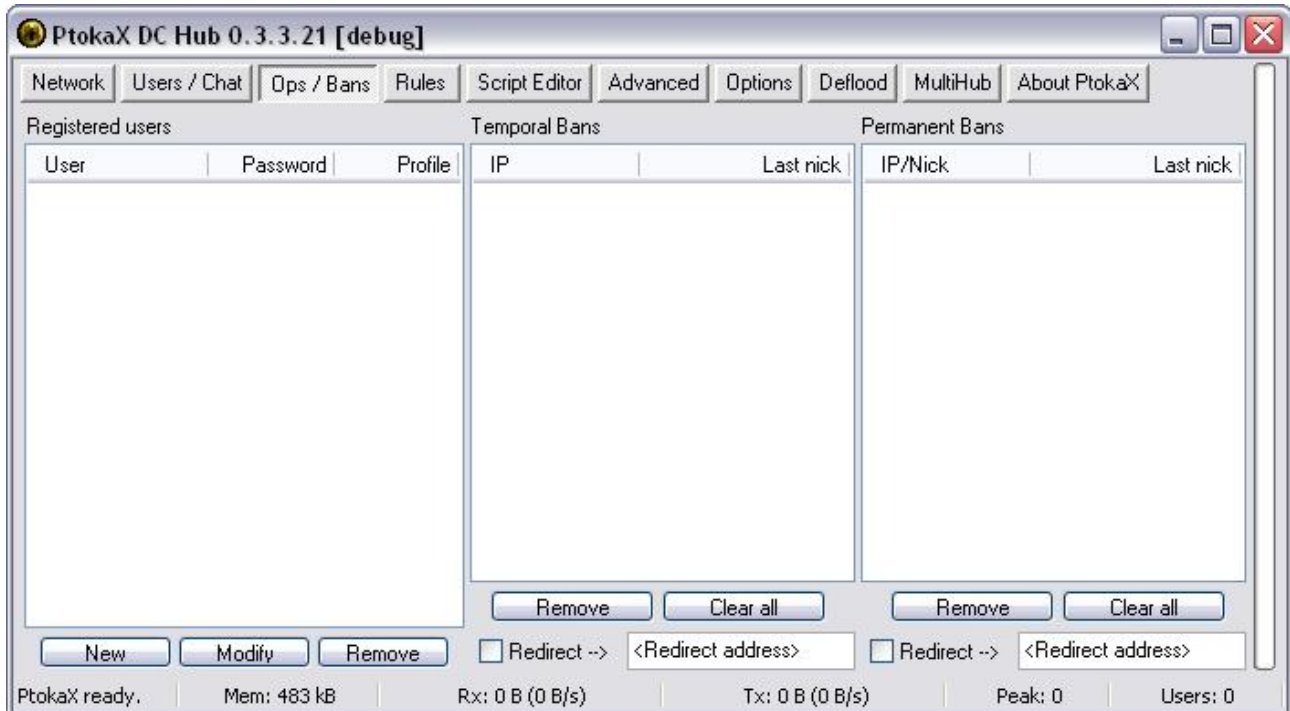 PtokaX DC Hub 0.3.3.21 [debug]
Network Users / Chat Ops / Bans Rules Script Editor Advanced Options Deflood MultiHub About PtokaX
Registered users Temporal Bans Permanent Bans
User Password Profile IP Last nick IP/Nick Last nick
Remove Clear all Remove Clear all
New Modify Remove Redirect --> <Redirect address> Redirect --> <Redirect address>
PtokaX ready. Mem: 483 kB Rx: 0 B (0 B/s) Tx: 0 B (0 B/s) Peak: 0 Users: 0